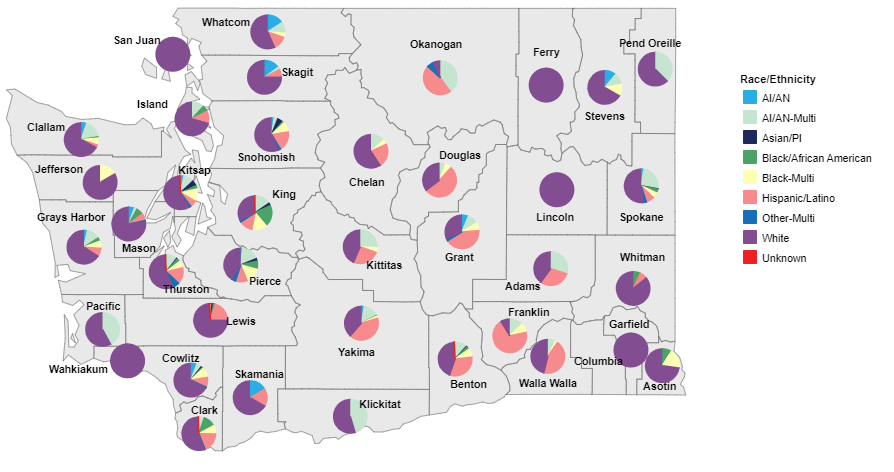 Whatcom
San Juan
Okanogan
Ferry
Pend Oreille
Skagit
Stevens
Island
Clallam
Snohomish
Chelan
Douglas
Jefferson
Kitsap
King
Lincoln
Spokane
Grays Harbor
Mason
Kittitas
Grant
Whitman
Thurston
Pierce
Adams
Pacific
Lewis
Franklin
Garfield
Yakima
Wahkiakum
Cowlitz
Skamania
Benton
Walla Walla
Columbia
Asotin
Clark
Klickitat
Race/Ethnicity
AI/AN
AI/AN-Multi
Asian/PI
Black/African American
Black-Multi
Hispanic/Latino
Other-Multi
White
Unknown